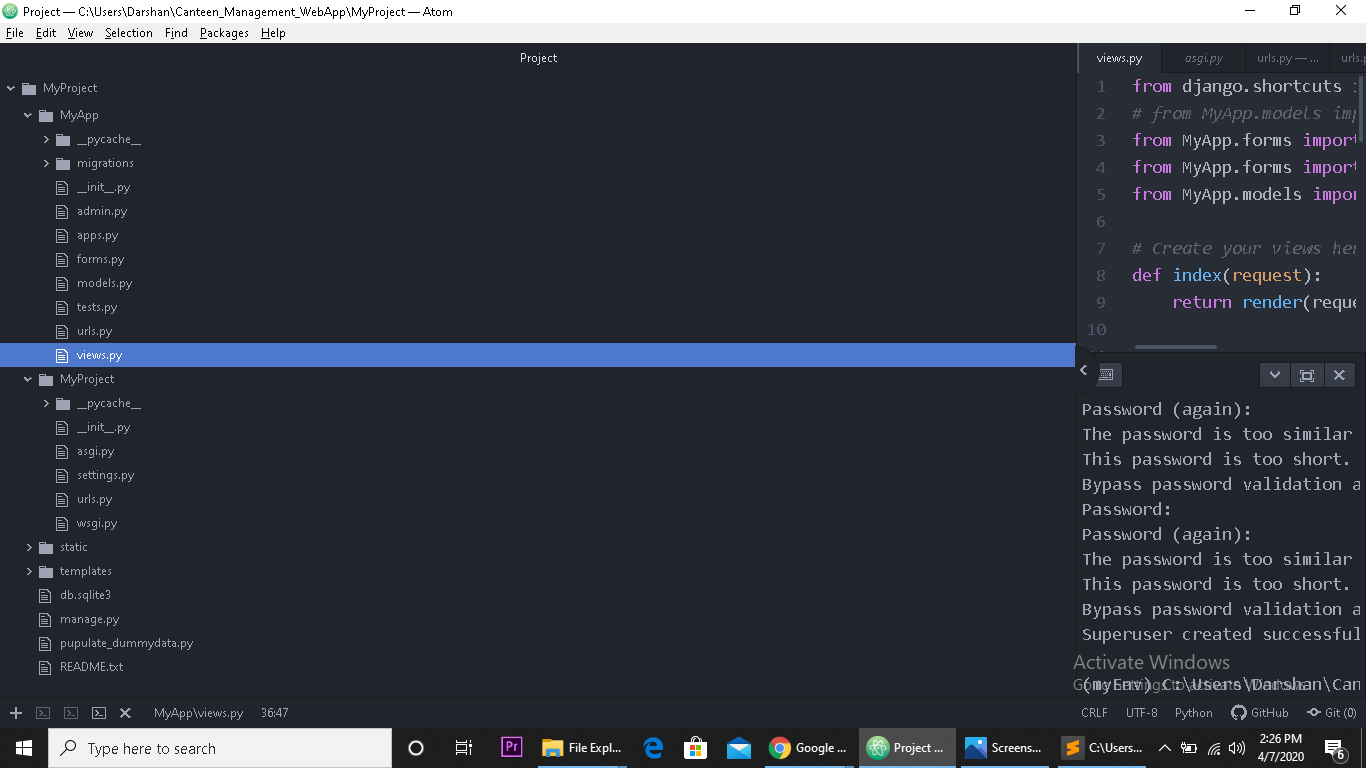 Project — C:\Users\Darshan\Canteen_Management_WebApp\MyProject — Atom
File Edit View Selection Find Packages Help
Project
views.py asgi.py urls.py — ... urls.p
MyProject
MyApp
__pycache__
migrations
__init__.py
admin.py
apps.py
forms.py
models.py
tests.py
urls.py
views.py
MyProject
__pycache__
__init__.py
asgi.py
settings.py
urls.py
wsgi.py
static
templates
db.sqlite3
manage.py
pupulate_dummydata.py
README.txt
1 from django.shortcuts i
2 # from MyApp.models imp
3 from MyApp.forms import
4 from MyApp.forms import
5 from MyApp.models impor
6
7 # Create your views her
8 def index(request):
9 return render(reque
10
Password (again):
The password is too similar
This password is too short.
Bypass password validation a
Password:
Password (again):
The password is too similar
This password is too short.
Bypass password validation a
Superuser created successful
Activate Windows
Go to Settings to activate Windows.
(myEnv) C:\Users\Darshan\Can
MyApp\views.py 36:47
CRLF UTF-8 Python GitHub Git (0)
Type here to search
Pr
File Expl...
Google ...
Project ...
Screens...
C:\Users...
2:26 PM
4/7/2020
6